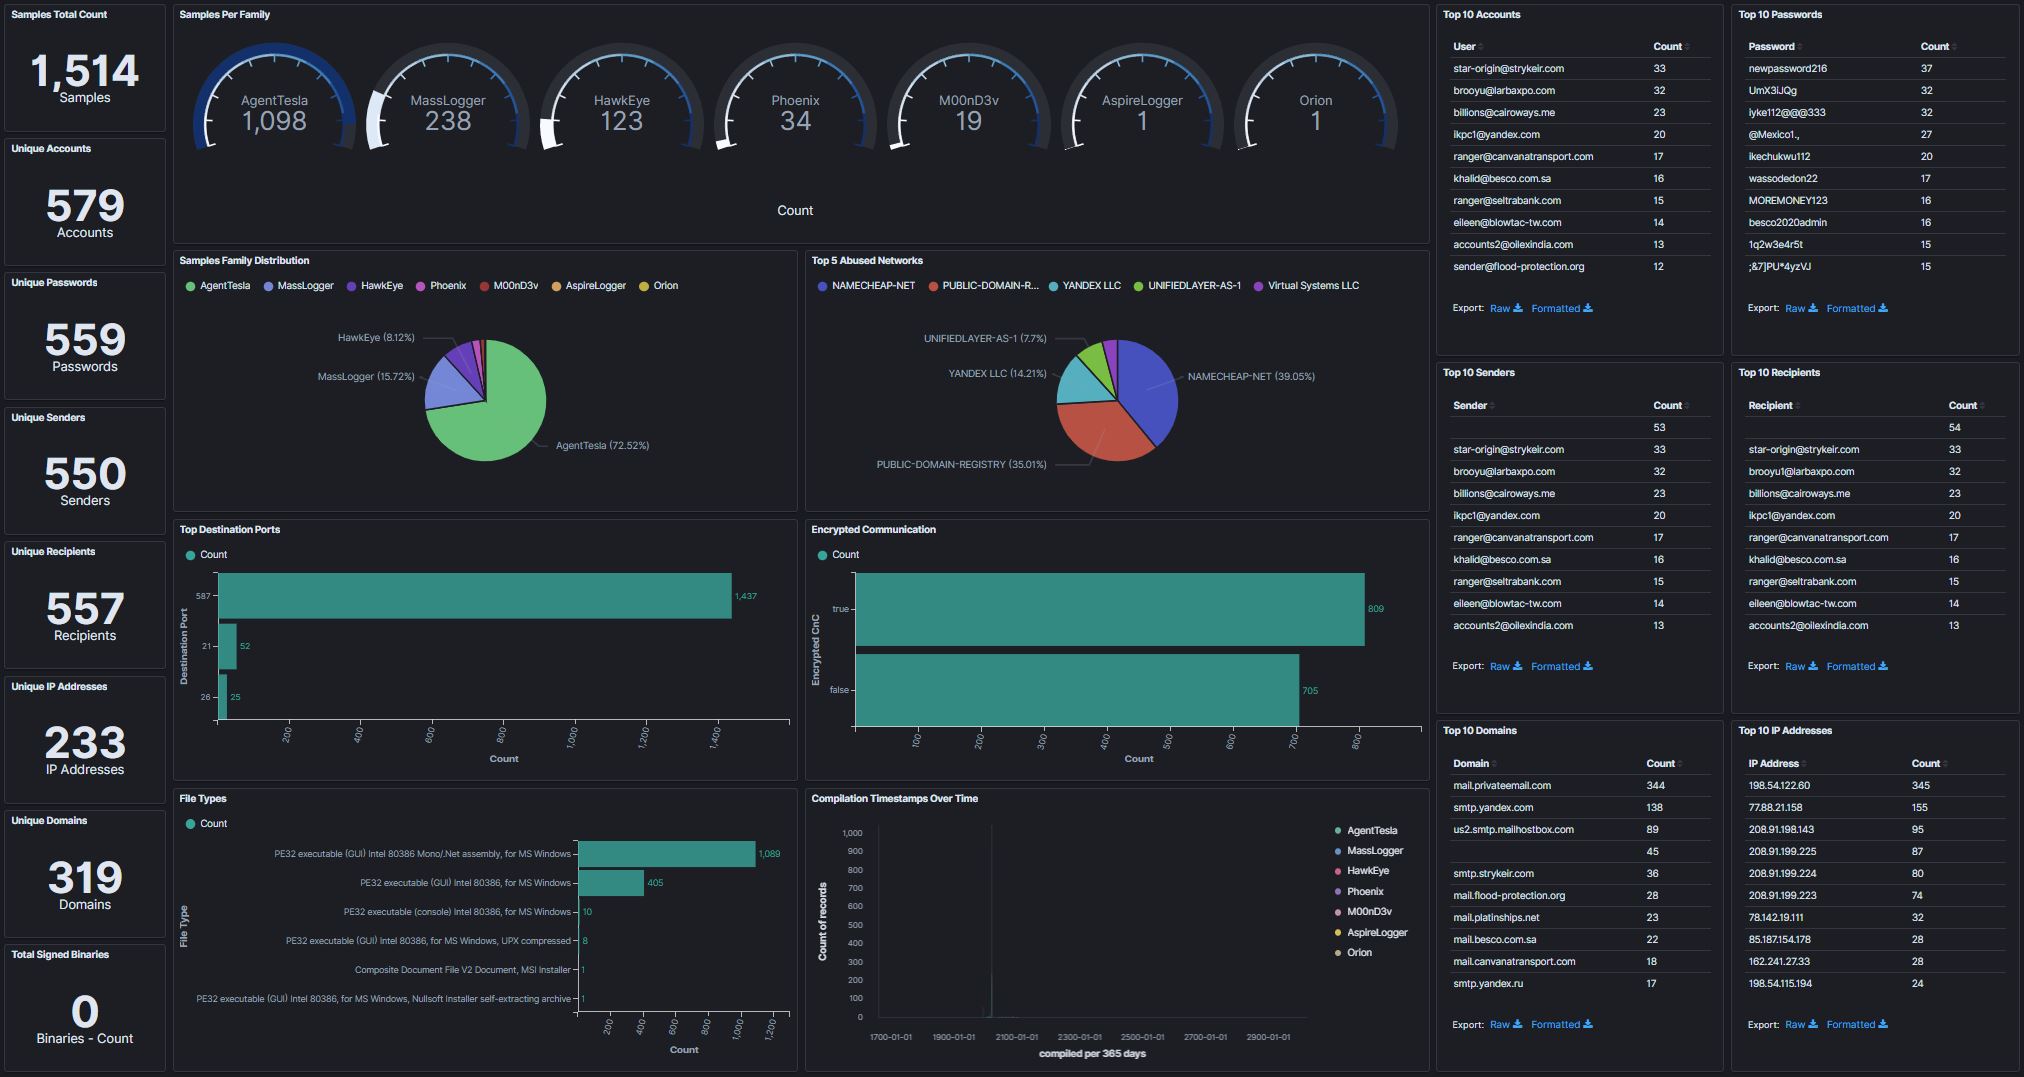 Samples Total Count
1,514
Samples
Unique Accounts
579
Accounts
Unique Passwords
559
Passwords
Unique Senders
550
Senders
Unique Recipients
557
Recipients
Unique IP Addresses
233
IP Addresses
Unique Domains
319
Domains
Total Signed Binaries
0
Binaries - Count
Samples Per Family
AgentTesla
1,098
MassLogger
238
HawkEye
123
Phoenix
34
M00nD3v
19
AspireLogger
1
Orion
1
Count
Samples Family Distribution
AgentTesla MassLogger HawkEye Phoenix M00nD3v AspireLogger Orion
HawkEye (8.12%)
MassLogger (15.72%)
AgentTesla (72.52%)
Top 5 Abused Networks
NAMECHEAP-NET PUBLIC-DOMAIN-R... YANDEX LLC UNIFIEDLAYER-AS-1 Virtual Systems LLC
UNIFIEDLAYER-AS-1 (7.7%)
YANDEX LLC (14.21%)
NAMECHEAP-NET (39.05%)
PUBLIC-DOMAIN-REGISTRY (35.01%)
Top Destination Ports
Count
Destination Port
587 1,437
21 52
26 25
200 400 600 800 1,000 1,200 1,400
Count
Encrypted Communication
Count
Encrypted CnC
true 809
false 705
100 200 300 400 500 600 700 800
Count
File Types
Count
File Type
PE32 executable (GUI) Intel 80386 Mono/.Net assembly, for MS Windows 1,089
PE32 executable (GUI) Intel 80386, for MS Windows 405
PE32 executable (console) Intel 80386, for MS Windows 10
PE32 executable (GUI) Intel 80386, for MS Windows, UPX compressed 8
Composite Document File V2 Document, MSI Installer 1
PE32 executable (GUI) Intel 80386, for MS Windows, Nullsoft Installer self-extracting archive 1
200 400 600 800 1,000 1,200
Count
Compilation Timestamps Over Time
Count of records
1,000
900
800
700
600
500
400
300
200
100
0
1700-01-01 1900-01-01 2100-01-01 2300-01-01 2500-01-01 2700-01-01 2900-01-01
compiled per 365 days
AgentTesla
MassLogger
HawkEye
Phoenix
M00nD3v
AspireLogger
Orion
Top 10 Accounts
User Count
star-origin@strykeir.com 33
brooyu@larbaxpo.com 32
billions@cairoways.me 23
ikpc1@yandex.com 20
ranger@canvanatransport.com 17
khalid@besco.com.sa 16
ranger@seltrabank.com 15
eileen@blowtac-tw.com 14
accounts2@oilexindia.com 13
sender@flood-protection.org 12
Export: Raw Formatted
Top 10 Passwords
Password Count
newpassword216 37
UmX3iJQg 32
lyke112@@@333 32
@Mexico1., 27
ikechukwu112 20
wassodedon22 17
MOREMONEY123 16
besco2020admin 16
1q2w3e4r5t 15
;&7]PU*4yzVJ 15
Export: Raw Formatted
Top 10 Senders
Sender Count
53
star-origin@strykeir.com 33
brooyu@larbaxpo.com 32
billions@cairoways.me 23
ikpc1@yandex.com 20
ranger@canvanatransport.com 17
khalid@besco.com.sa 16
ranger@seltrabank.com 15
eileen@blowtac-tw.com 14
accounts2@oilexindia.com 13
Export: Raw Formatted
Top 10 Recipients
Recipient Count
54
star-origin@strykeir.com 33
brooyu1@larbaxpo.com 32
billions@cairoways.me 23
ikpc1@yandex.com 20
ranger@canvanatransport.com 17
khalid@besco.com.sa 16
ranger@seltrabank.com 15
eileen@blowtac-tw.com 14
accounts2@oilexindia.com 13
Export: Raw Formatted
Top 10 Domains
Domain Count
mail.privateemail.com 344
smtp.yandex.com 138
us2.smtp.mailhostbox.com 89
45
smtp.strykeir.com 36
mail.flood-protection.org 28
mail.platinships.net 23
mail.besco.com.sa 22
mail.canvanatransport.com 18
smtp.yandex.ru 17
Export: Raw Formatted
Top 10 IP Addresses
IP Address Count
198.54.122.60 345
77.88.21.158 155
208.91.198.143 95
208.91.199.225 87
208.91.199.224 80
208.91.199.223 74
78.142.19.111 32
85.187.154.178 28
162.241.27.33 28
198.54.115.194 24
Export: Raw Formatted